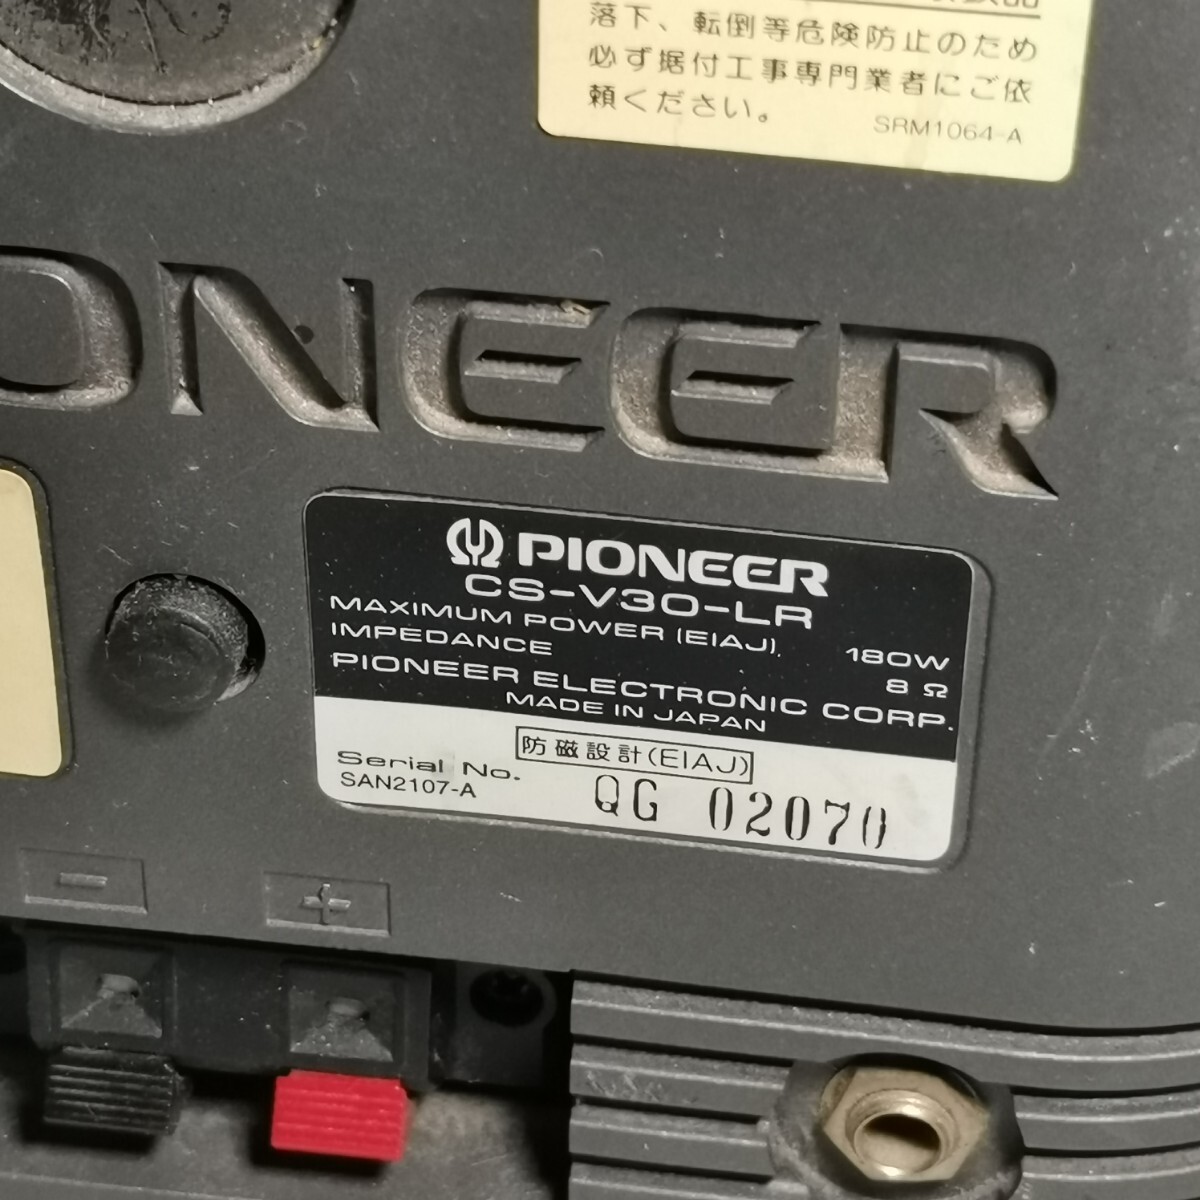 落下、転倒等危険防止のため
必ず据付工事専門業者にご依
頼ください。
SRM1064-A
ONEER
PIONEER
CS-V30-LR
MAXIMUM POWER (EIAJ). 180W
IMPEDANCE 8 Ω
PIONEER ELECTRONIC CORP.
MADE IN JAPAN
防磁設計(EIAJ)
Serial No. QG 02070
SAN2107-A
− +